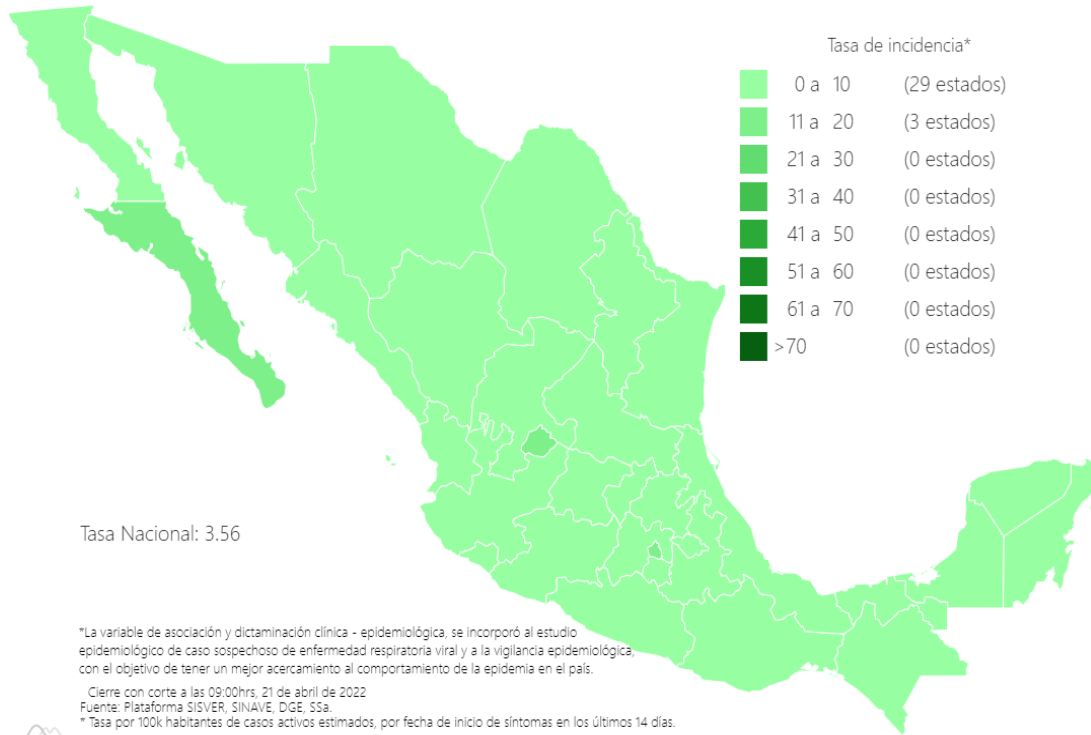 Tasa de incidencia*
0 a 10 (29 estados)
11 a 20 (3 estados)
21 a 30 (0 estados)
31 a 40 (0 estados)
41 a 50 (0 estados)
51 a 60 (0 estados)
61 a 70 (0 estados)
>70 (0 estados)
Tasa Nacional: 3.56
*La variable de asociación y dictaminación clínica - epidemiológica, se incorporó al estudio
epidemiológico de caso sospechoso de enfermedad respiratoria viral y a la vigilancia epidemiológica,
con el objetivo de tener un mejor acercamiento al comportamiento de la epidemia en el país.
Cierre con corte a las 09:00hrs, 21 de abril de 2022
Fuente: Plataforma SISVER, SINAVE, DGE, SSa.
* Tasa por 100k habitantes de casos activos estimados, por fecha de inicio de síntomas en los últimos 14 días.